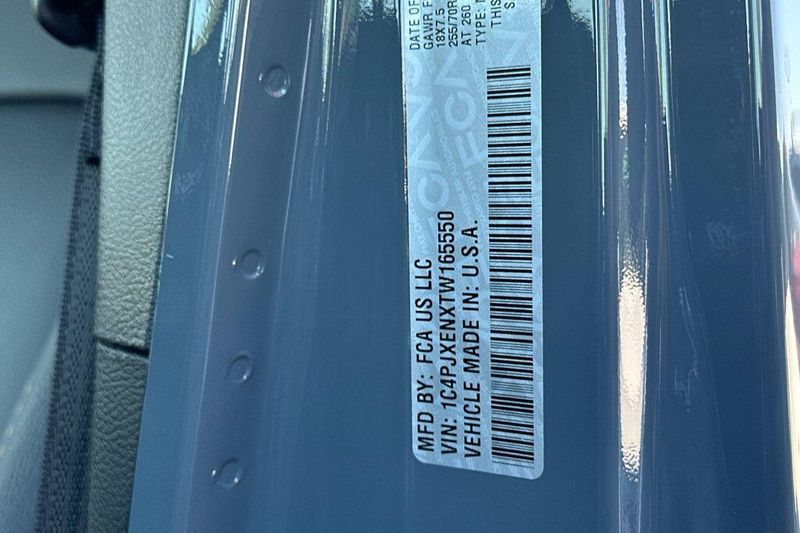 MFD BY: FCA US LLC
DATE OF
VIN: 1C4PJXENXTW165550
GAWR F
18X7.5
VEHICLE MADE IN: U.S.A.
255/70R
AT 260
TYPE:
THIS